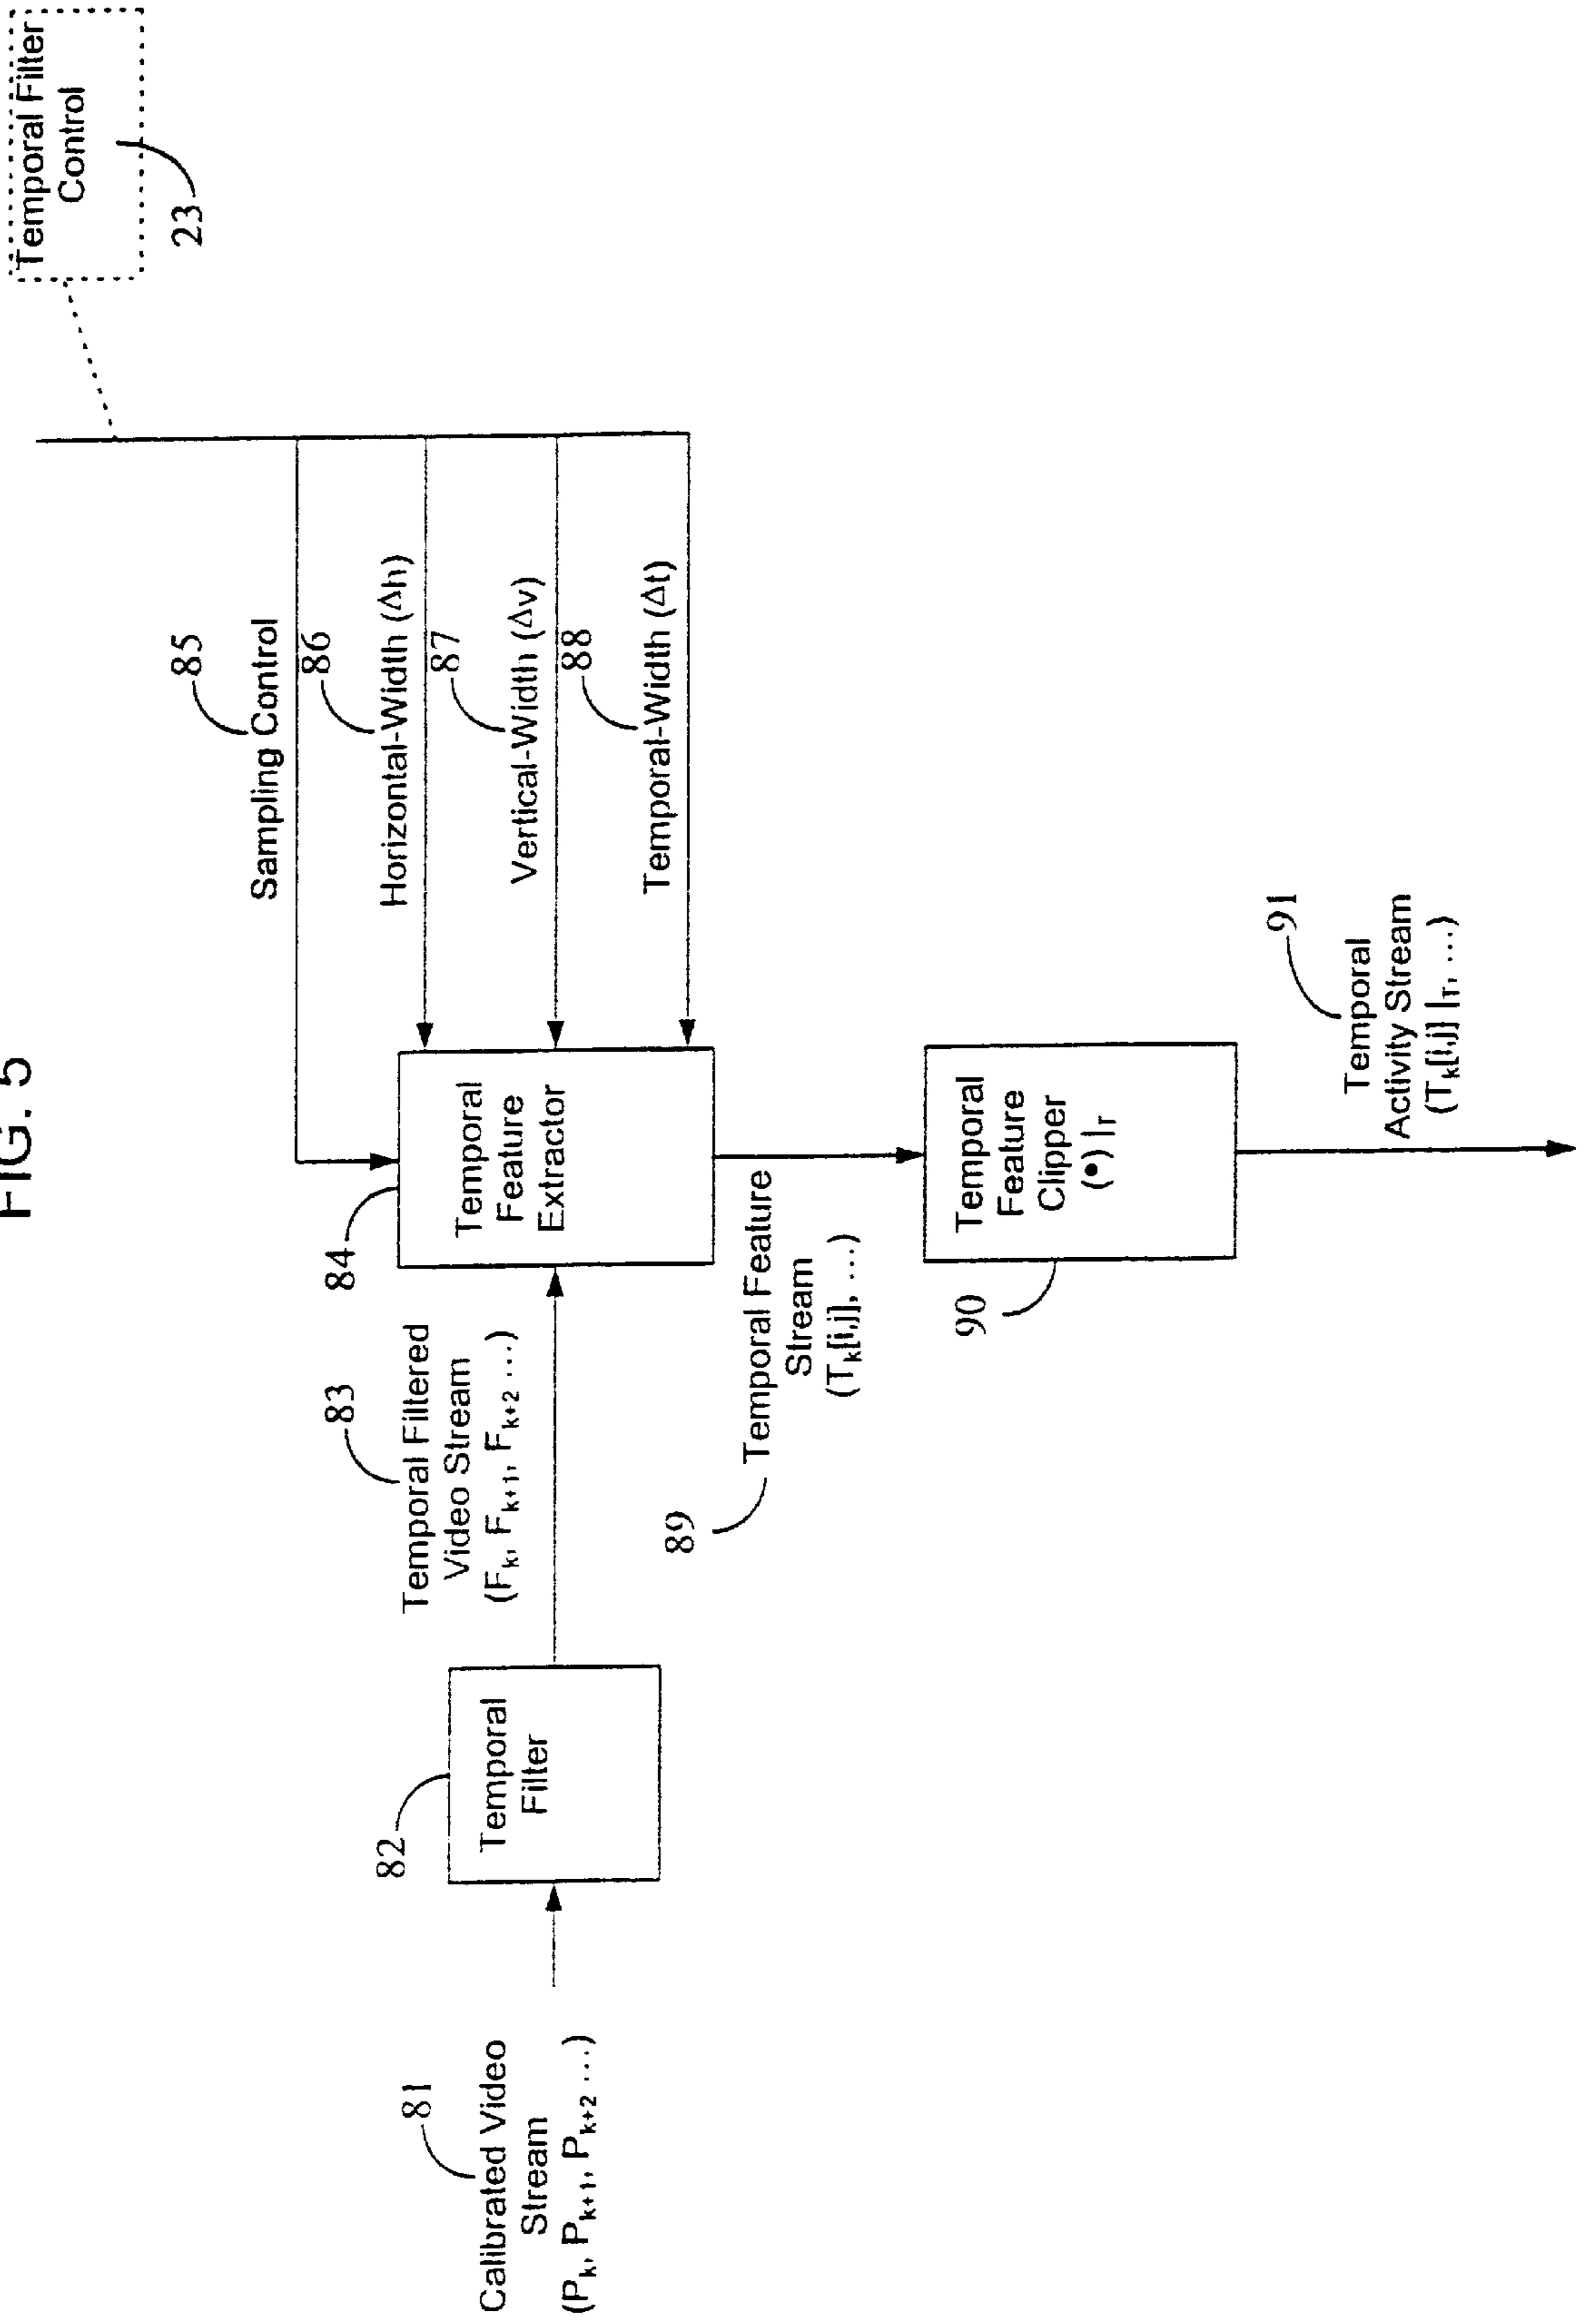 FIG. 5
Temporal Filter
Control
23
85
Sampling Control
86
Horizontal-Width (Δh)
87
Vertical-Width (Δv)
88
Temporal-Width (Δt)
81
Calibrated Video
Stream
(Pk, Pk+1, Pk+2 ...)
82
Temporal
Filter
83
Temporal Filtered
Video Stream
(Fk, Fk+1, Fk+2 ...)
84
Temporal
Feature
Extractor
89
Temporal Feature
Stream
(Tk[i,j], ...)
90
Temporal
Feature
Clipper
(•) |T
91
Temporal
Activity Stream
(Tk[i,j] |T, ...)